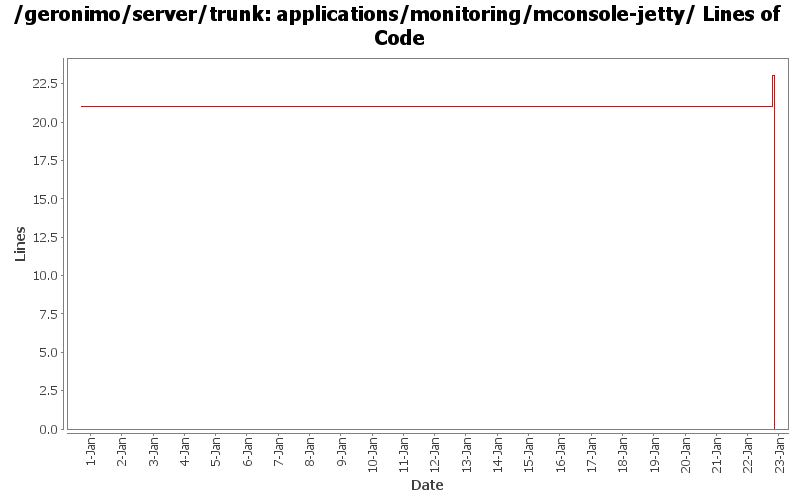 /geronimo/server/trunk: applications/monitoring/mconsole-jetty/ Lines of
Code
Lines
22.5
20.0
17.5
15.0
12.5
10.0
7.5
5.0
2.5
0.0
1-Jan
2-Jan
3-Jan
4-Jan
5-Jan
6-Jan
7-Jan
8-Jan
9-Jan
10-Jan
11-Jan
12-Jan
13-Jan
14-Jan
15-Jan
16-Jan
17-Jan
18-Jan
19-Jan
20-Jan
21-Jan
22-Jan
23-Jan
Date